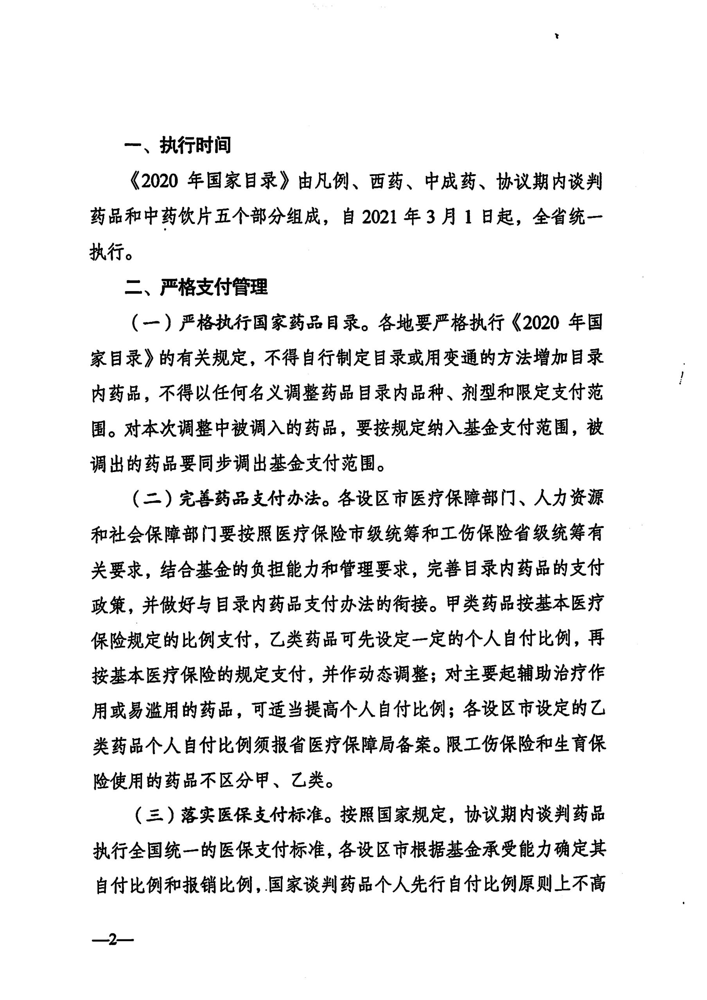 一、执行时间
《2020 年国家目录》由凡例、西药、中成药、协议期内谈判
药品和中药饮片五个部分组成，自 2021 年 3 月 1 日起，全省统一
执行。
二、严格支付管理
（一）严格执行国家药品目录。各地要严格执行《2020 年国
家目录》的有关规定，不得自行制定目录或用变通的方法增加目录
内药品，不得以任何名义调整药品目录内品种、剂型和限定支付范
围。对本次调整中被调入的药品，要按规定纳入基金支付范围，被
调出的药品要同步调出基金支付范围。
（二）完善药品支付办法。各设区市医疗保障部门、人力资源
和社会保障部门要按照医疗保险市级统筹和工伤保险省级统筹有
关要求，结合基金的负担能力和管理要求，完善目录内药品的支付
政策，并做好与目录内药品支付办法的衔接。甲类药品按基本医疗
保险规定的比例支付，乙类药品可先设定一定的个人自付比例，再
按基本医疗保险的规定支付，并作动态调整；对主要起辅助治疗作
用或易滥用的药品，可适当提高个人自付比例；各设区市设定的乙
类药品个人自付比例须报省医疗保障局备案。限工伤保险和生育保
险使用的药品不区分甲、乙类。
（三）落实医保支付标准。按照国家规定，协议期内谈判药品
执行全国统一的医保支付标准，各设区市根据基金承受能力确定其
自付比例和报销比例，国家谈判药品个人先行自付比例原则上不高
—2—